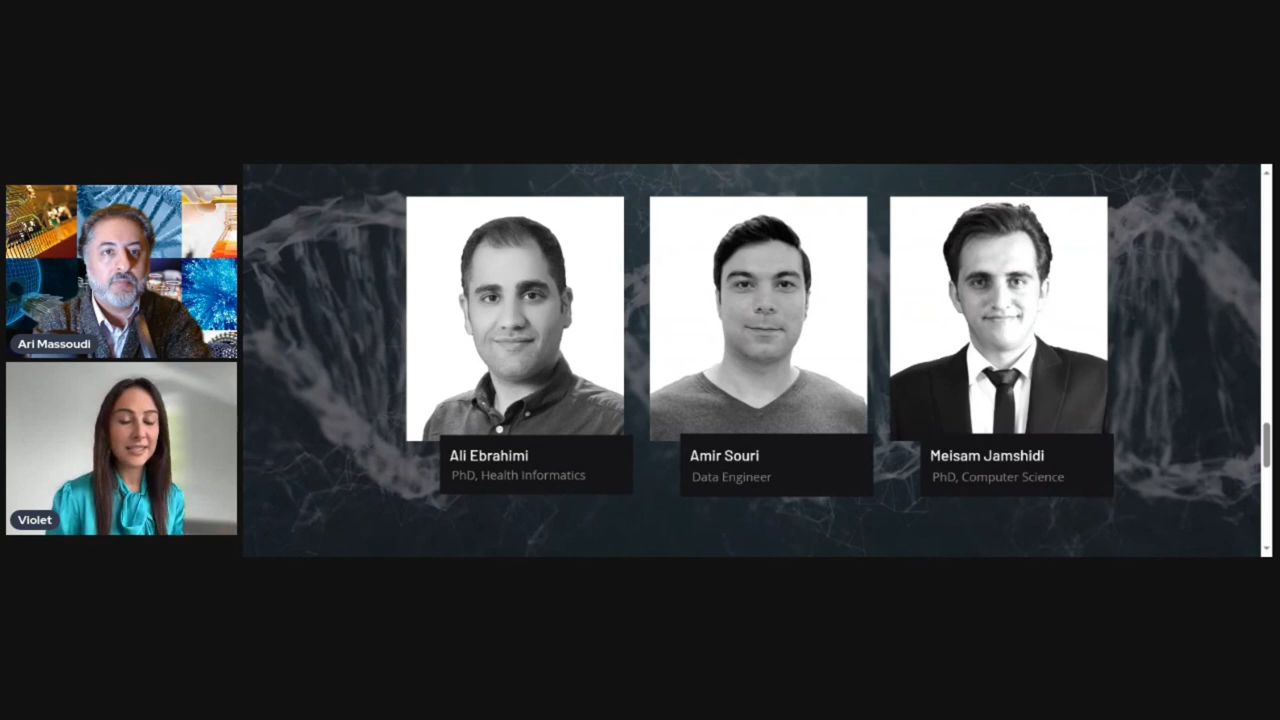 Ari Massoudi
Violet
Ali Ebrahimi
PhD, Health Informatics
Amir Souri
Data Engineer
Meisam Jamshidi
PhD, Computer Science